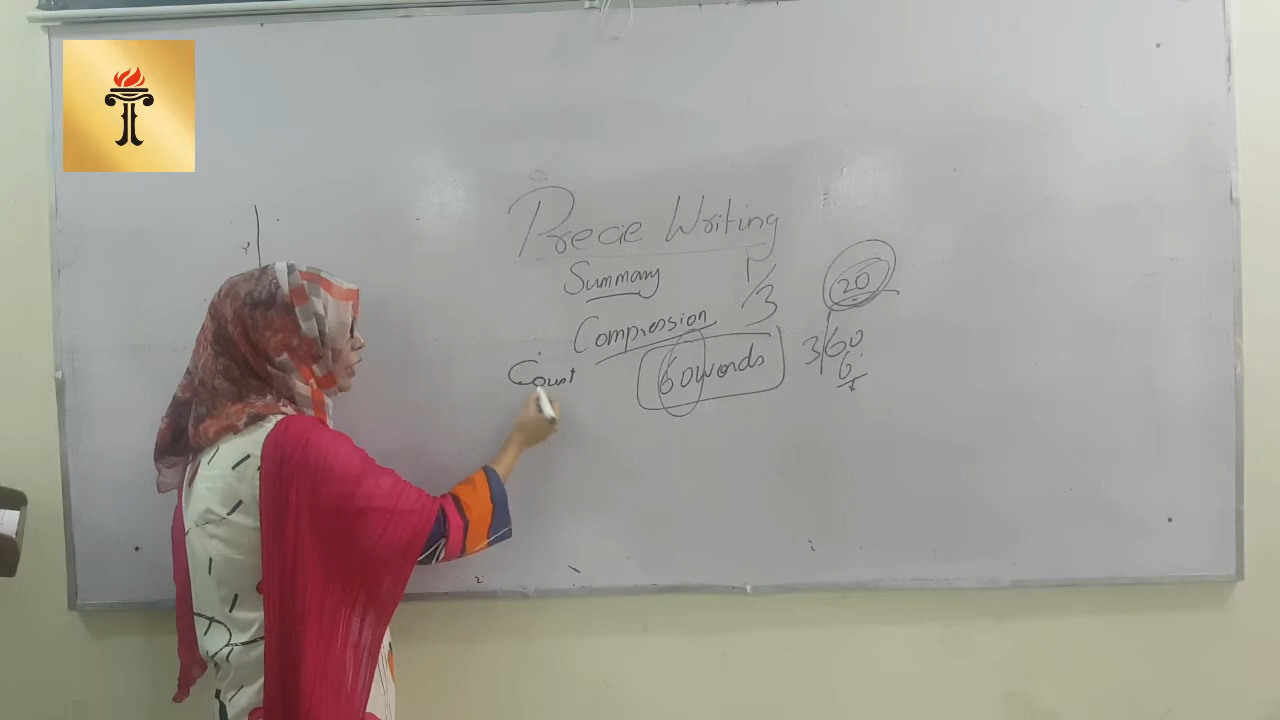 Precie Writing
Summary 1/3
Compression
Count 60 words
20
3/60
6